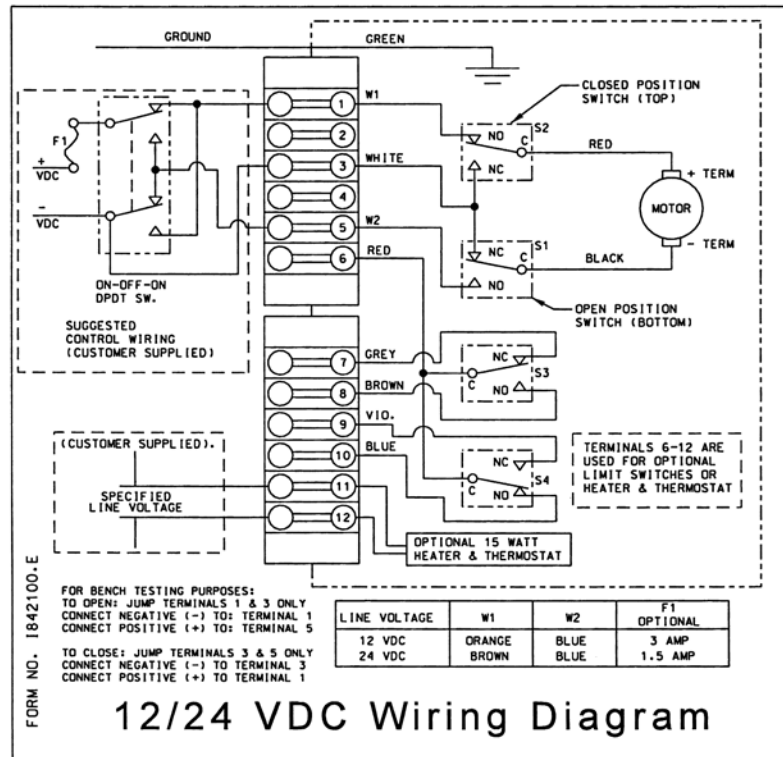 GROUND
GREEN
W1
WHITE
W2
RED
1
2
3
4
5
6
F1
+
VDC
-
VDC
ON-OFF-ON
DPDT SW.
SUGGESTED
CONTROL WIRING
(CUSTOMER SUPPLIED)
CLOSED POSITION
SWITCH (TOP)
NO
S2
C
NC
RED
+ TERM
MOTOR
- TERM
BLACK
NC
S1
C
NO
OPEN POSITION
SWITCH (BOTTOM)
7
8
9
10
11
12
GREY
BROWN
VIO.
BLUE
NC
S3
C
NO
NC
S4
C
NO
TERMINALS 6-12 ARE
USED FOR OPTIONAL
LIMIT SWITCHES OR
HEATER & THERMOSTAT
(CUSTOMER SUPPLIED).
SPECIFIED
LINE VOLTAGE
OPTIONAL 15 WATT
HEATER & THERMOSTAT
FOR BENCH TESTING PURPOSES:
TO OPEN: JUMP TERMINALS 1 & 3 ONLY
CONNECT NEGATIVE (-) TO: TERMINAL 1
CONNECT POSITIVE (+) TO: TERMINAL 5
TO CLOSE: JUMP TERMINALS 3 & 5 ONLY
CONNECT NEGATIVE (-) TO TERMINAL 3
CONNECT POSITIVE (+) TO TERMINAL 1
LINE VOLTAGE W1 W2 F1 OPTIONAL
12 VDC ORANGE BLUE 3 AMP
24 VDC BROWN BLUE 1.5 AMP
FORM NO. I842100.E
12/24 VDC Wiring Diagram